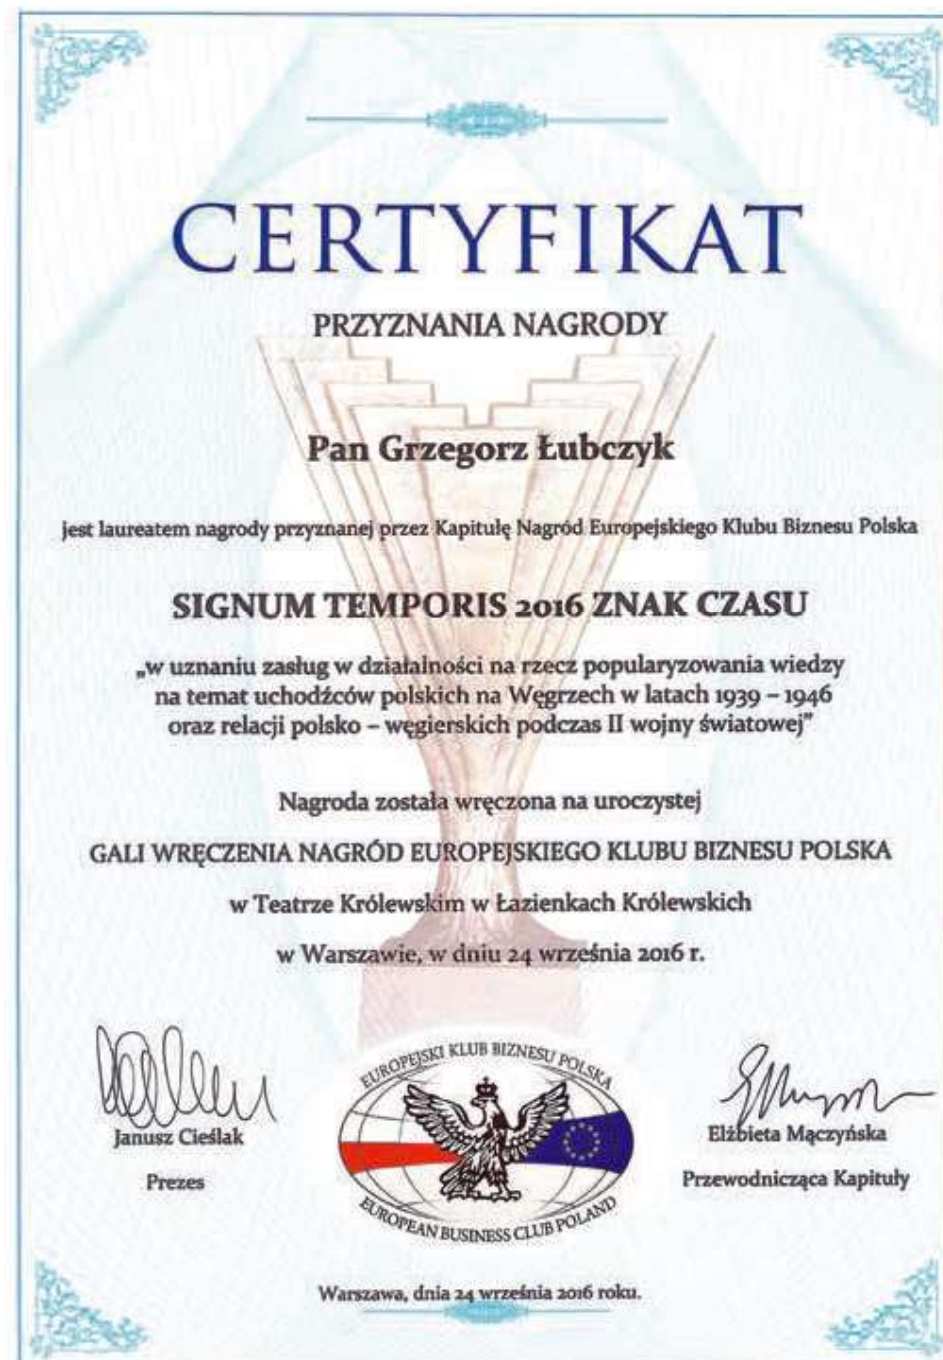 CERTYFIKAT
PRZYZNANIA NAGRODY
Pan Grzegorz Łubczyk
jest laureatem nagrody przyznanej przez Kapitułę Nagród Europejskiego Klubu Biznesu Polska
SIGNUM TEMPORIS 2016 ZNAK CZASU
„w uznaniu zasług w działalności na rzecz popularyzowania wiedzy
na temat uchodźców polskich na Węgrzech w latach 1939 – 1946
oraz relacji polsko – węgierskich podczas II wojny światowej”
Nagroda została wręczona na uroczystej
GALI WRĘCZENIA NAGRÓD EUROPEJSKIEGO KLUBU BIZNESU POLSKA
w Teatrze Królewskim w Łazienkach Królewskich
w Warszawie, w dniu 24 września 2016 r.
Janusz Cieślak
Prezes
EUROPEJSKI KLUB BIZNESU POLSKA
EUROPEAN BUSINESS CLUB POLAND
Elżbieta Mączyńska
Przewodnicząca Kapituły
Warszawa, dnia 24 września 2016 roku.